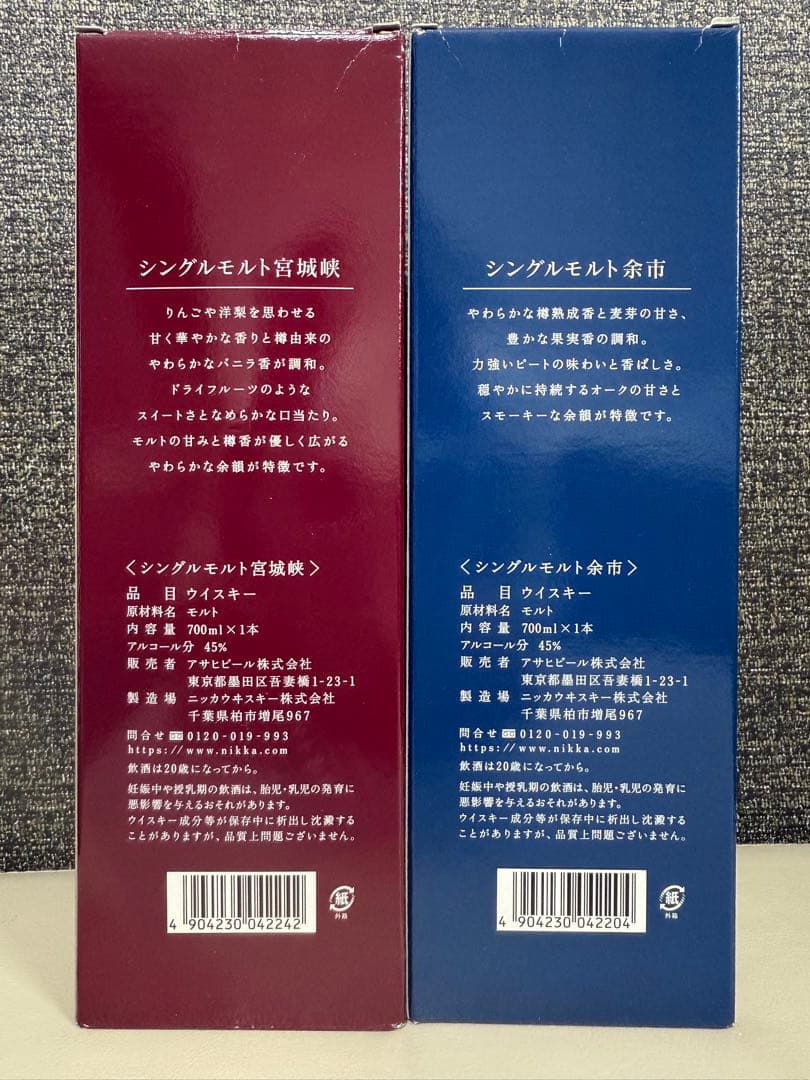 シングルモルト宮城峡
りんごや洋梨を思わせる
甘く華やかな香りと樽由来の
やわらかなバニラ香が調和。
ドライフルーツのような
スイートさとなめらかな口当たり。
モルトの甘みと樽香が優しく広がる
やわらかな余韻が特徴です。
〈シングルモルト宮城峡〉
品目 ウイスキー
原材料名 モルト
内容量 700ml×1本
アルコール分 45%
販売者 アサヒビール株式会社
東京都墨田区吾妻橋1-23-1
製造場 ニッカウヰスキー株式会社
千葉県柏市増尾967
問合せ 0120-019-993
https://www.nikka.com
飲酒は20歳になってから。
妊娠中や授乳期の飲酒は、胎児・乳児の発育に
悪影響を与えるおそれがあります。
ウイスキー成分等が保存中に析出し沈澱する
ことがありますが、品質上問題ございません。
4 904230 042242
紙
外箱
シングルモルト余市
やわらかな樽熟成香と麦芽の甘さ、
豊かな果実香の調和。
力強いピートの味わいと香ばしさ。
穏やかに持続するオークの甘さと
スモーキーな余韻が特徴です。
〈シングルモルト余市〉
品目 ウイスキー
原材料名 モルト
内容量 700ml×1本
アルコール分 45%
販売者 アサヒビール株式会社
東京都墨田区吾妻橋1-23-1
製造場 ニッカウヰスキー株式会社
千葉県柏市増尾967
問合せ 0120-019-993
https://www.nikka.com
飲酒は20歳になってから。
妊娠中や授乳期の飲酒は、胎児・乳児の発育に
悪影響を与えるおそれがあります。
ウイスキー成分等が保存中に析出し沈澱する
ことがありますが、品質上問題ございません。
4 904230 042204
紙
外箱